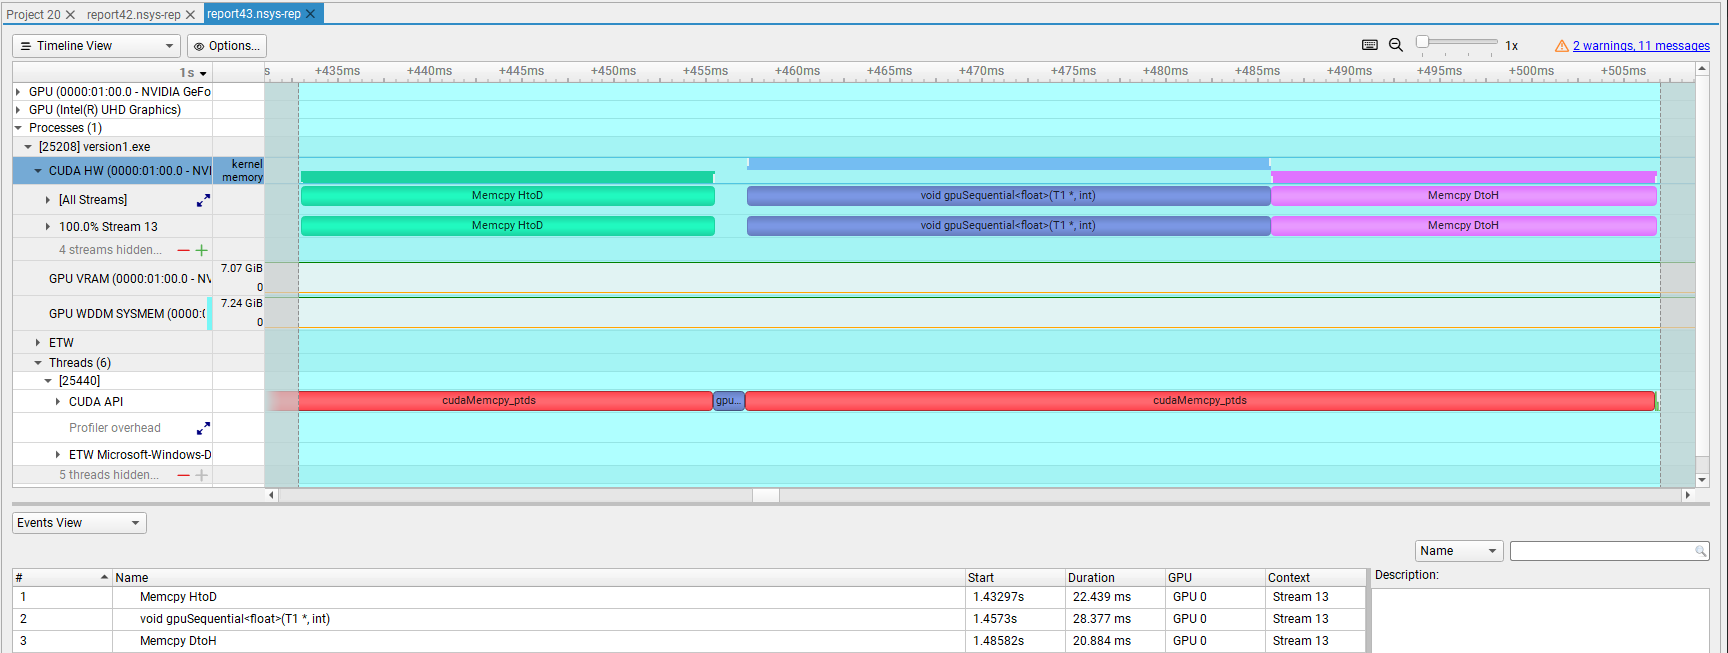 Project 20 report42.nsys-rep report43.nsys-rep
Timeline View Options... 1x 2 warnings, 11 messages
1s s +435ms +440ms +445ms +450ms +455ms +460ms +465ms +470ms +475ms +480ms +485ms +490ms +495ms +500ms +505ms
GPU (0000:01:00.0 - NVIDIA GeFo
GPU (Intel(R) UHD Graphics)
Processes (1)
[25208] version1.exe
CUDA HW (0000:01:00.0 - NVI kernel
memory
[All Streams] Memcpy HtoD void gpuSequential<float>(T1 *, int) Memcpy DtoH
100.0% Stream 13 Memcpy HtoD void gpuSequential<float>(T1 *, int) Memcpy DtoH
4 streams hidden...
GPU VRAM (0000:01:00.0 - NV 7.07 GiB
0
GPU WDDM SYSMEM (0000:0 7.24 GiB
0
ETW
Threads (6)
[25440]
CUDA API cudaMemcpy_ptds gpu... cudaMemcpy_ptds
Profiler overhead
ETW Microsoft-Windows-D
5 threads hidden...
Events View
Name
# Name Start Duration GPU Context Description:
1 Memcpy HtoD 1.43297s 22.439 ms GPU 0 Stream 13
2 void gpuSequential<float>(T1 *, int) 1.4573s 28.377 ms GPU 0 Stream 13
3 Memcpy DtoH 1.48582s 20.884 ms GPU 0 Stream 13